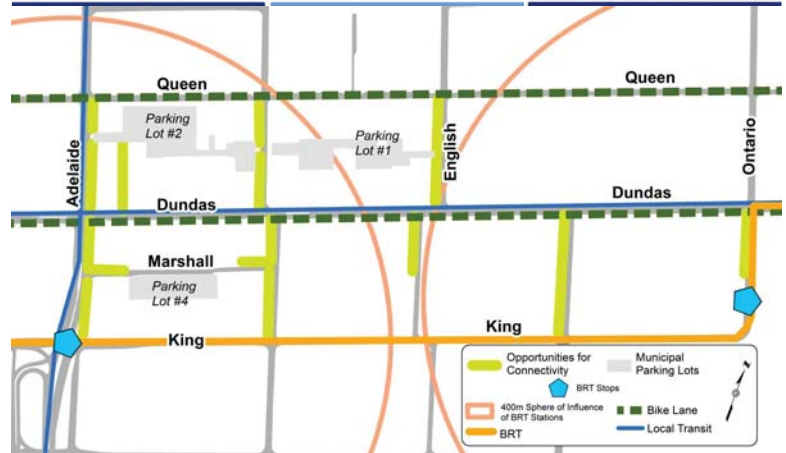 Queen
Queen
Parking
Lot #2
Parking
Lot #1
Adelaide
English
Ontario
Dundas
Dundas
Marshall
Parking
Lot #4
King
King
Opportunities for
Connectivity
Municipal
Parking Lots
BRT Stops
400m Sphere of Influence
of BRT Stations
Bike Lane
BRT
Local Transit
N